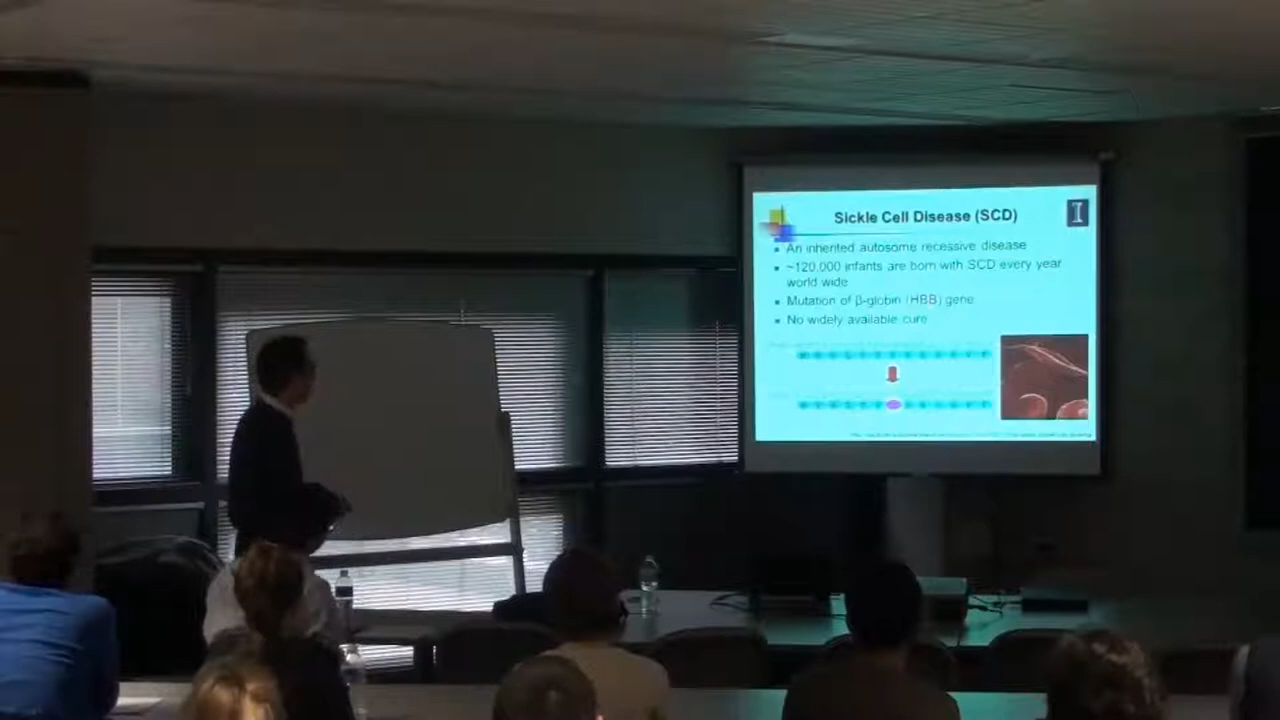 Sickle Cell Disease (SCD)
I
An inherited autosome recessive disease
~120,000 infants are born with SCD every year
world wide
Mutation of β-globin (HBB) gene
No widely available cure